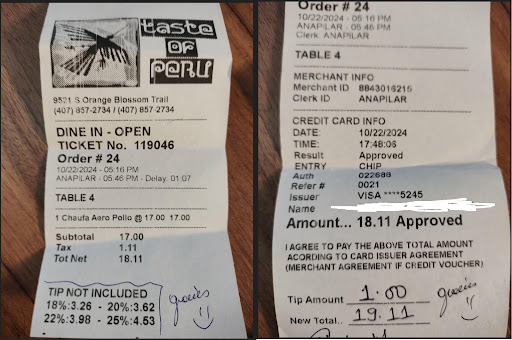 taste
OF
PERU
9521 S Orange Blossom Trail
(407) 857-2734 / (407) 857-2734
DINE IN - OPEN
TICKET No. 119046
Order # 24
10/22/2024 - 05:16 PM
ANAPILAR - 05:46 PM - Delay. 01:07
TABLE 4
1 Chaufa Aero Pollo @ 17.00 17.00
Subtotal 17.00
Tax 1.11
Tot Net 18.11
TIP NOT INCLUDED
18%:3.26 - 20%:3.62
22%:3.98 - 25%:4.53
gracias
Order # 24
10/22/2024 - 05:16 PM
ANAPILAR - 05:46 PM
Clerk: ANAPILAR
TABLE 4
MERCHANT INFO
Merchant ID 8843016215
Clerk ID ANAPILAR
CREDIT CARD INFO
DATE: 10/22/2024
TIME: 17:48:06
Result Approved
ENTRY CHIP
Auth 022688
Refer # 0021
Issuer VISA ****5245
Name
Amount... 18.11 Approved
I AGREE TO PAY THE ABOVE TOTAL AMOUNT
ACORDING TO CARD ISSUER AGREEMENT
(MERCHANT AGREEMENT IF CREDIT VOUCHER)
Tip Amount 1.00
gracias
New Total.. 19.11